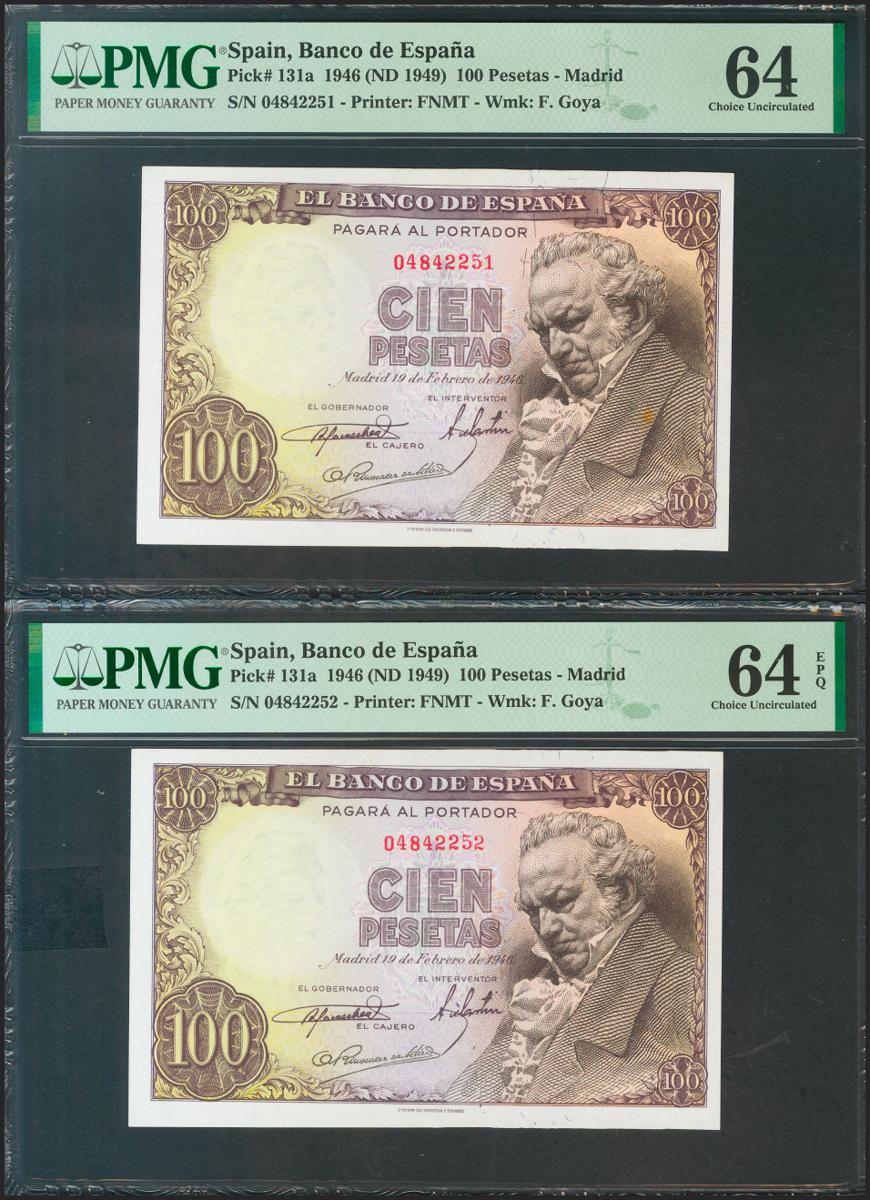 PMG®
PAPER MONEY GUARANTY
Spain, Banco de España
Pick# 131a 1946 (ND 1949) 100 Pesetas - Madrid
S/N 04842251 - Printer: FNMT - Wmk: F. Goya
64
Choice Uncirculated
100
EL BANCO DE ESPAÑA
100
PAGARÁ AL PORTADOR
04842251
CIEN
PESETAS
Madrid 19 de Febrero de 1946.
EL INTERVENTOR
EL GOBERNADOR
EL CAJERO
100
100
PMG®
PAPER MONEY GUARANTY
Spain, Banco de España
Pick# 131a 1946 (ND 1949) 100 Pesetas - Madrid
S/N 04842252 - Printer: FNMT - Wmk: F. Goya
64 EPQ
Choice Uncirculated
100
EL BANCO DE ESPAÑA
100
PAGARÁ AL PORTADOR
04842252
CIEN
PESETAS
Madrid 19 de Febrero de 1946.
EL INTERVENTOR
EL GOBERNADOR
EL CAJERO
100
100